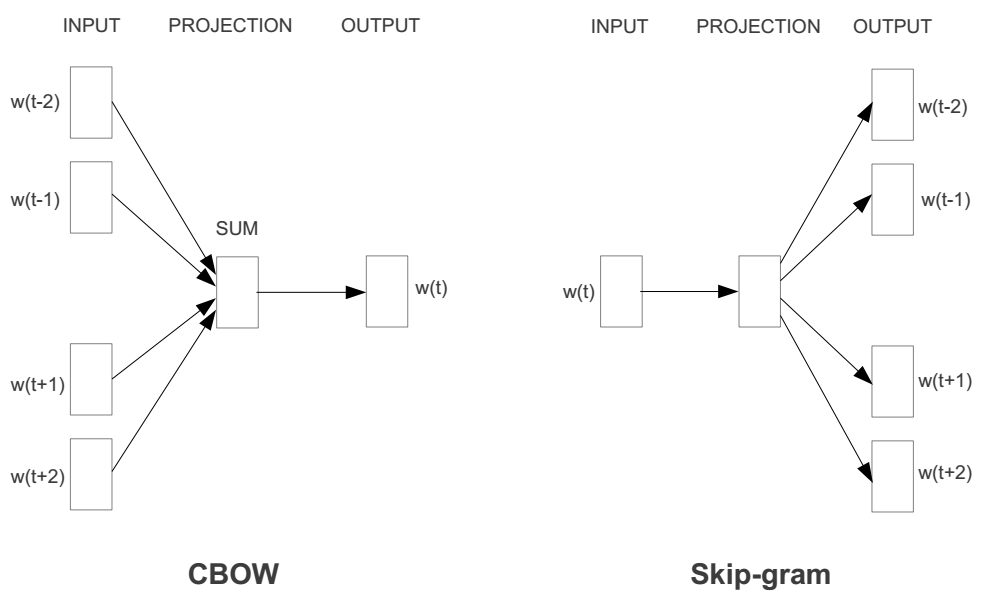 INPUT PROJECTION OUTPUT
w(t-2)
w(t-1)
SUM
w(t)
w(t+1)
w(t+2)
CBOW
INPUT PROJECTION OUTPUT
w(t-2)
w(t-1)
w(t)
w(t+1)
w(t+2)
Skip-gram